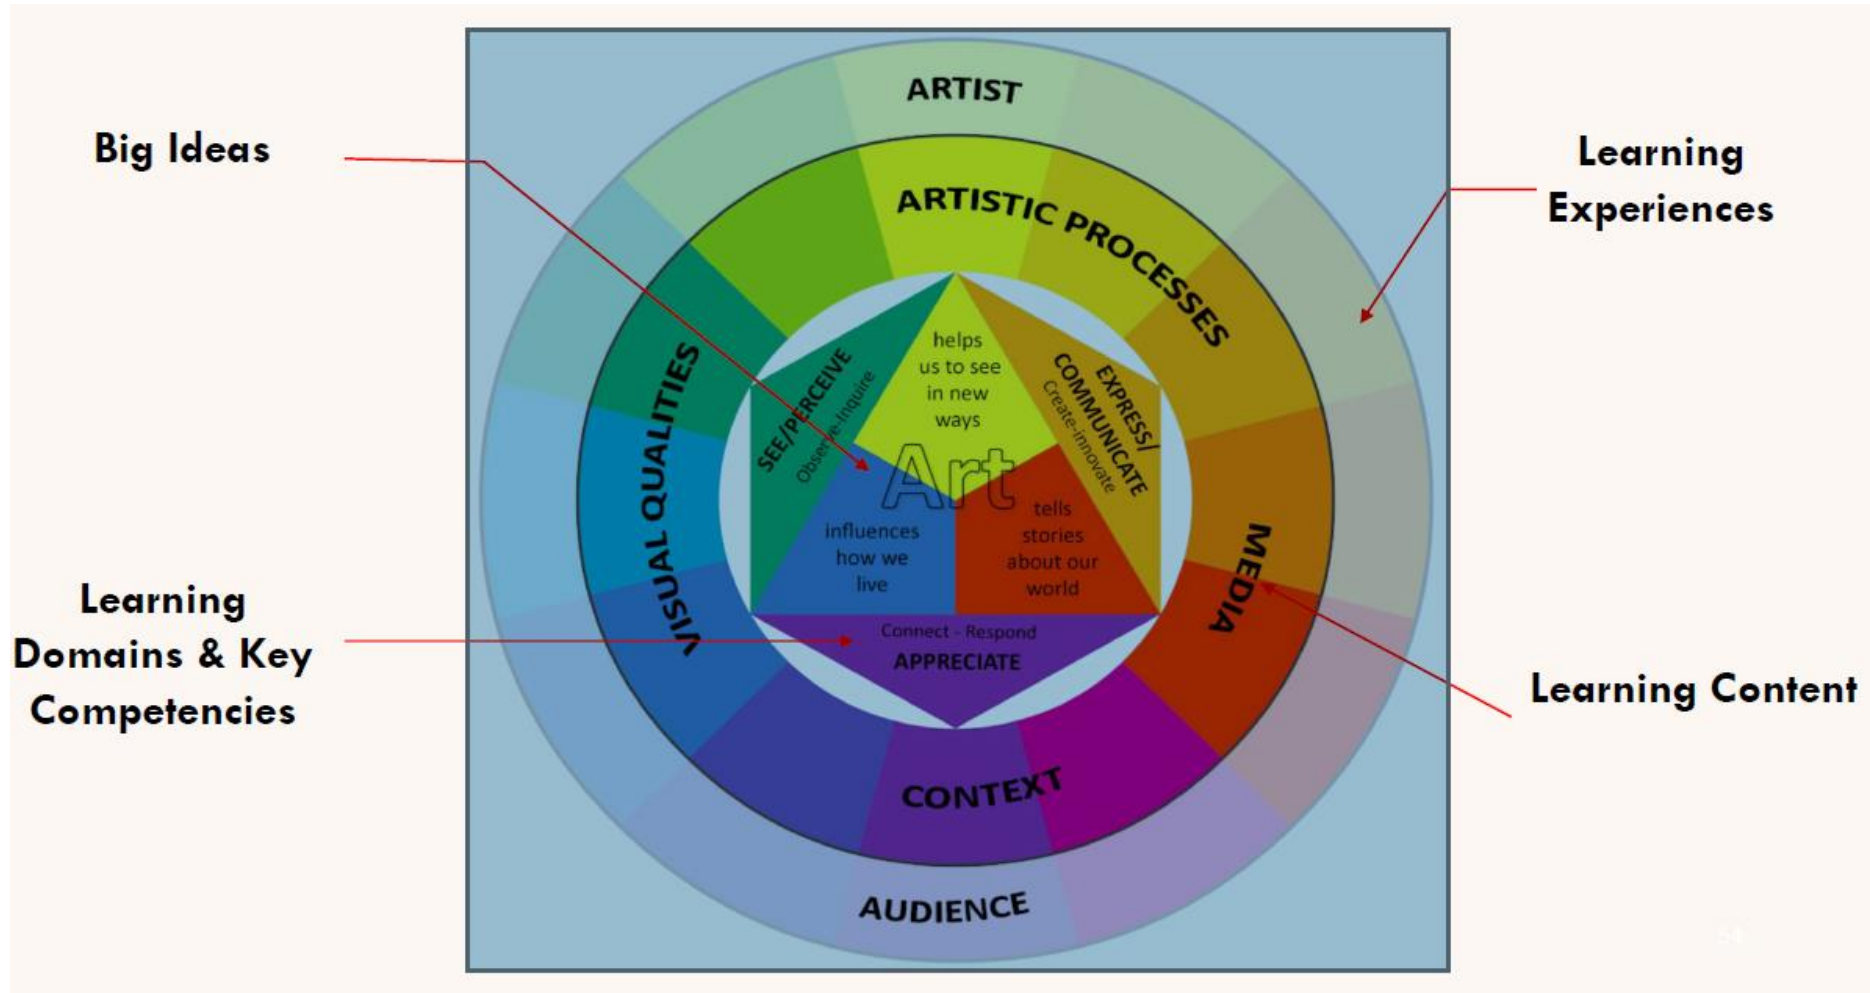 Big Ideas
Learning
Domains & Key
Competencies
ARTIST
ARTISTIC PROCESSES
VISUAL QUALITIES
MEDIA
CONTEXT
AUDIENCE
SEE/PERCEIVE
Observe-Inquire
EXPRESS/
COMMUNICATE
Create-innovate
helps
us to see
in new
ways
Art
influences
how we
live
tells
stories
about our
world
Connect - Respond
APPRECIATE
Learning
Experiences
Learning Content